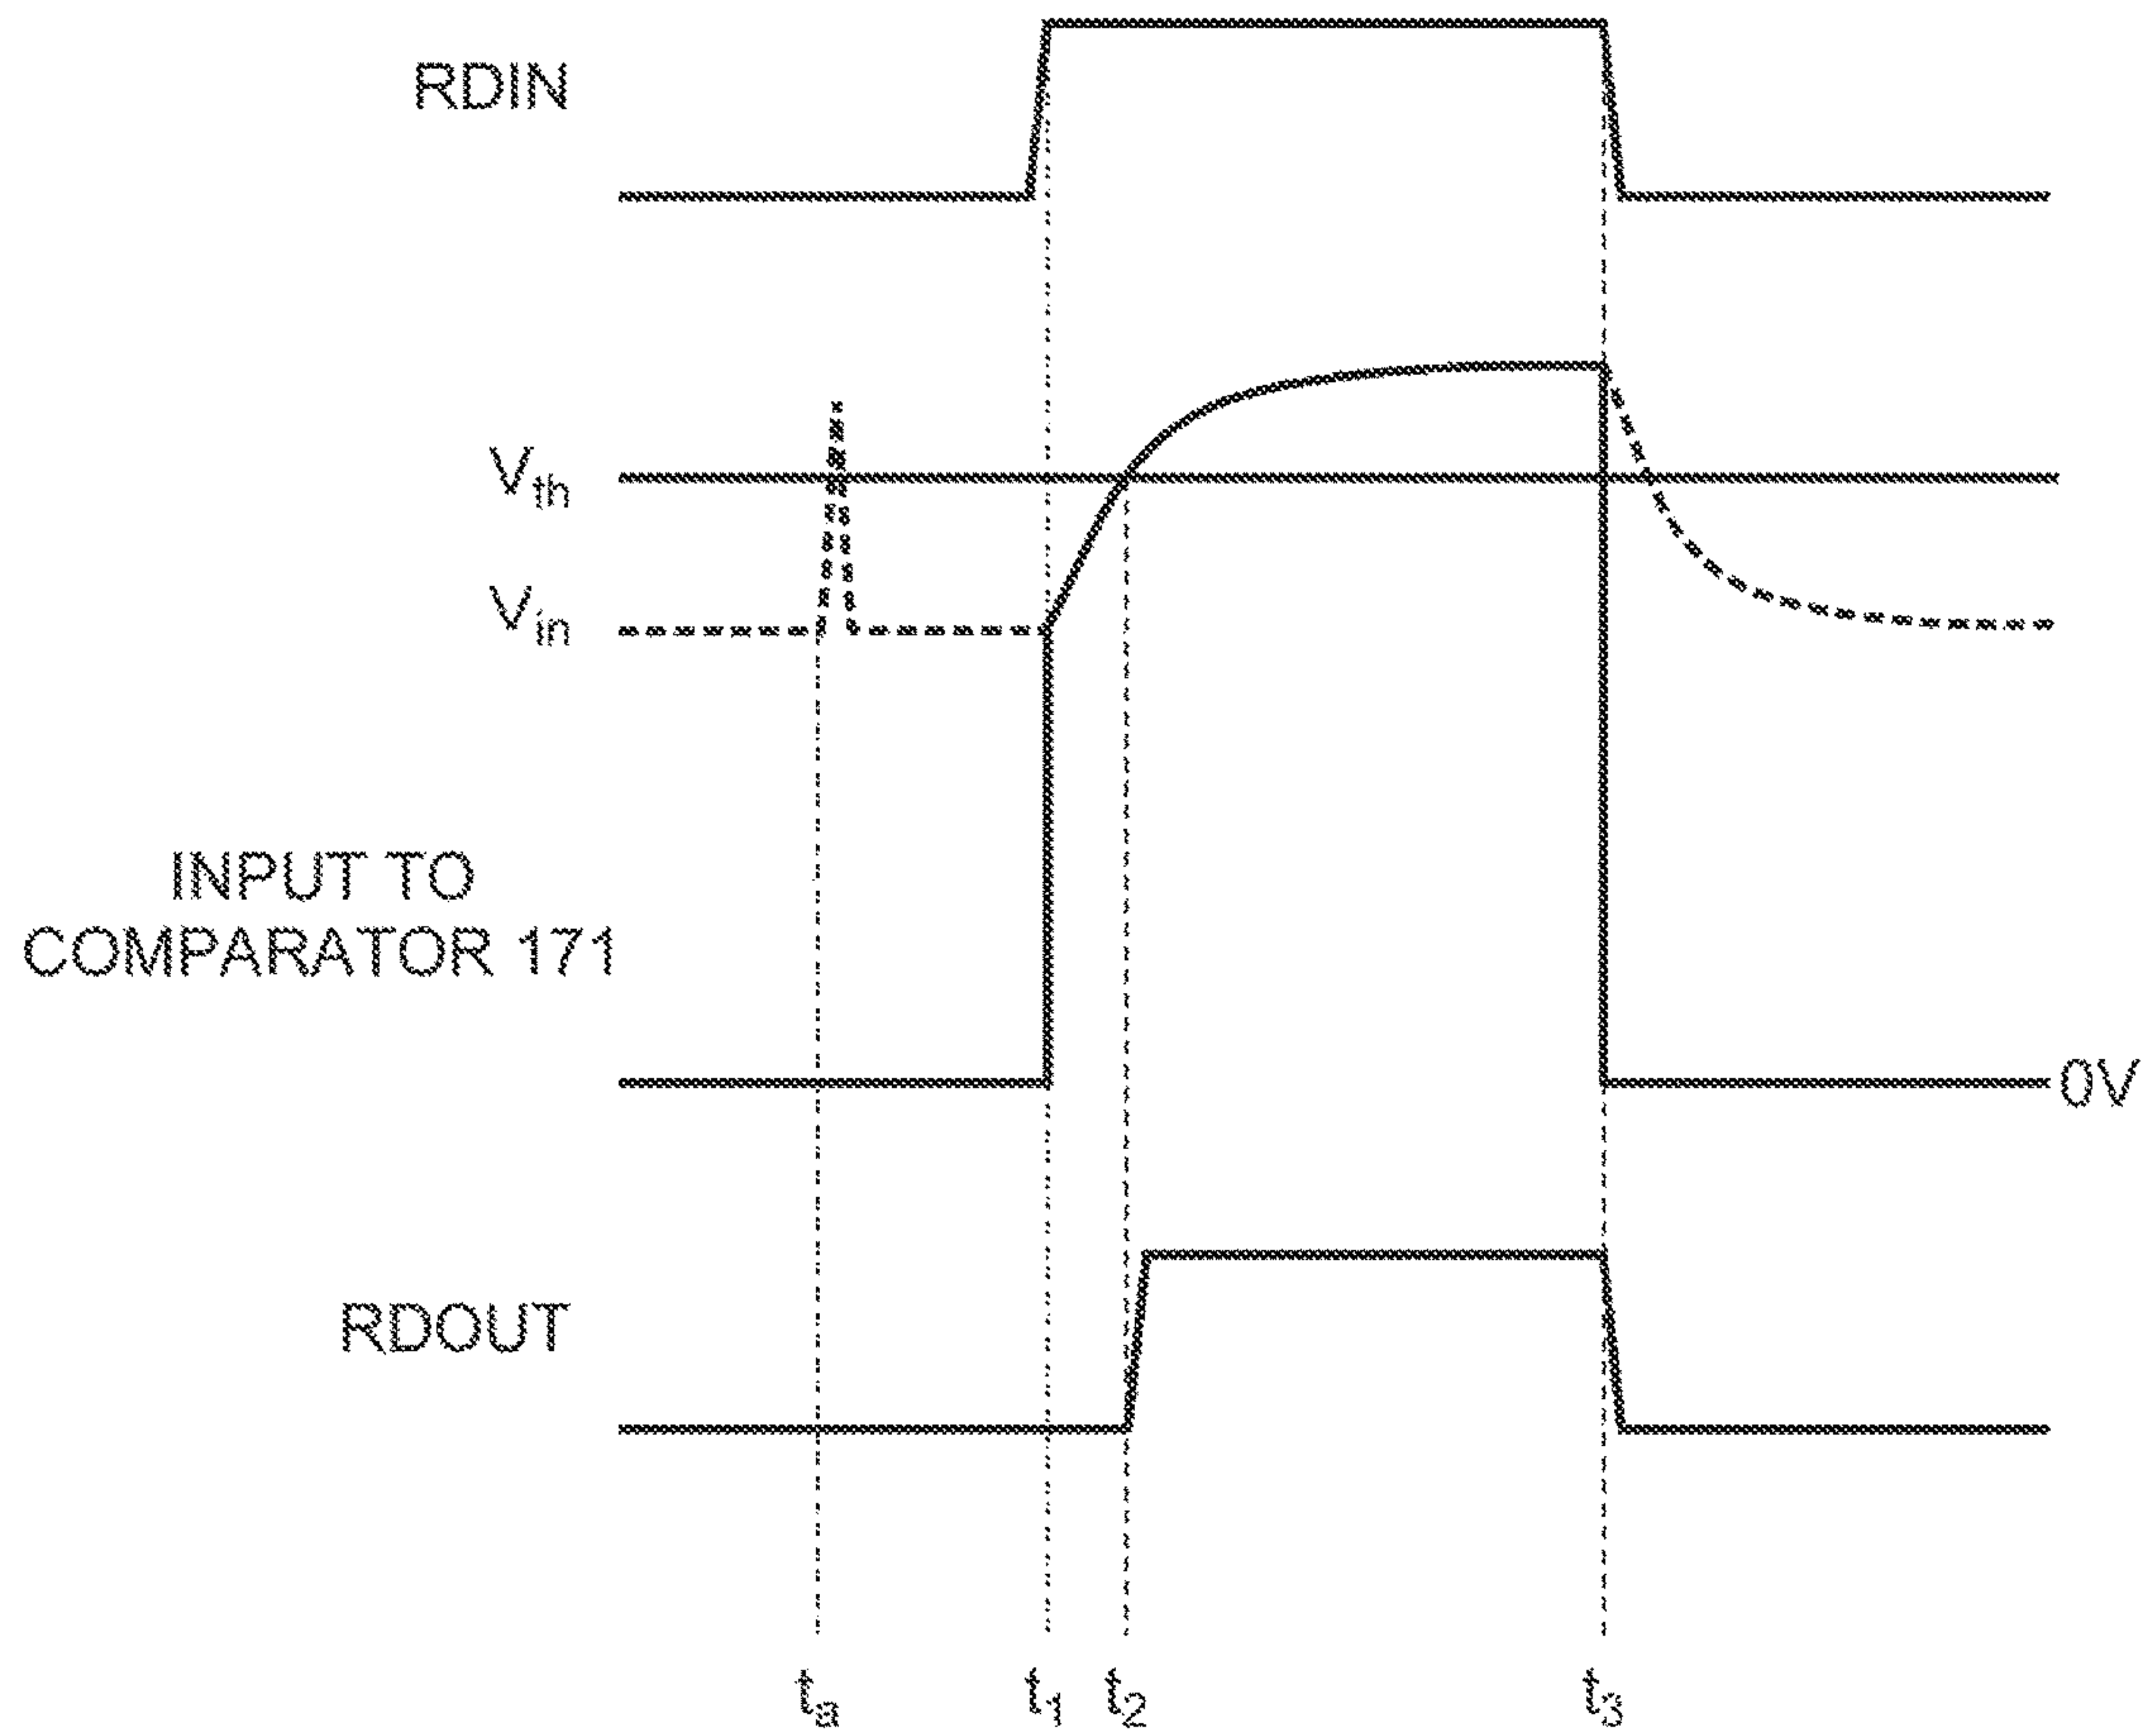 RDIN
Vth
Vin
INPUT TO
COMPARATOR 171
0V
RDOUT
ta t1 t2 t3